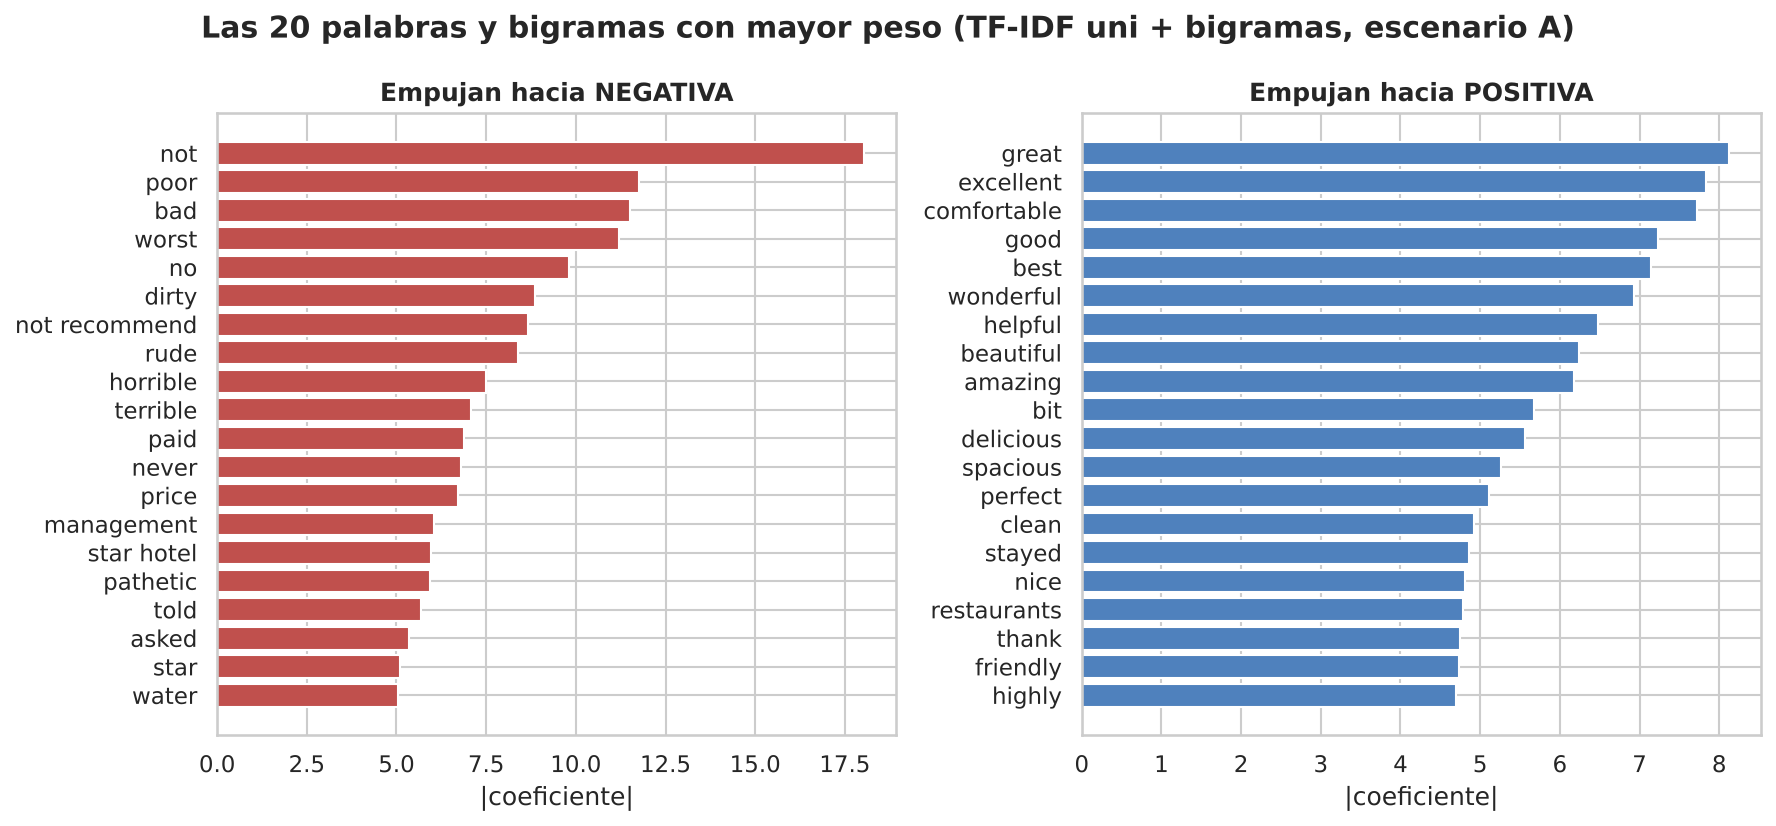 Las 20 palabras y bigramas con mayor peso (TF-IDF uni + bigramas, escenario A)
Empujan hacia NEGATIVA
not
poor
bad
worst
no
dirty
not recommend
rude
horrible
terrible
paid
never
price
management
star hotel
pathetic
told
asked
star
water
0.0 2.5 5.0 7.5 10.0 12.5 15.0 17.5
|coeficiente|
Empujan hacia POSITIVA
great
excellent
comfortable
good
best
wonderful
helpful
beautiful
amazing
bit
delicious
spacious
perfect
clean
stayed
nice
restaurants
thank
friendly
highly
0 1 2 3 4 5 6 7 8
|coeficiente|